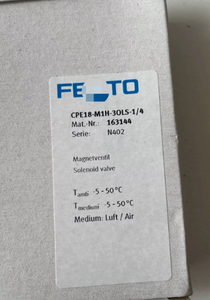 FESTO
CPE18-M1H-3OLS-1/4
Mat.-Nr.: 163144
Serie: N402
Magnetventil
Solenoid valve
Tambi -5 - 50°C
Tmedium -5 - 50°C
Medium: Luft / Air